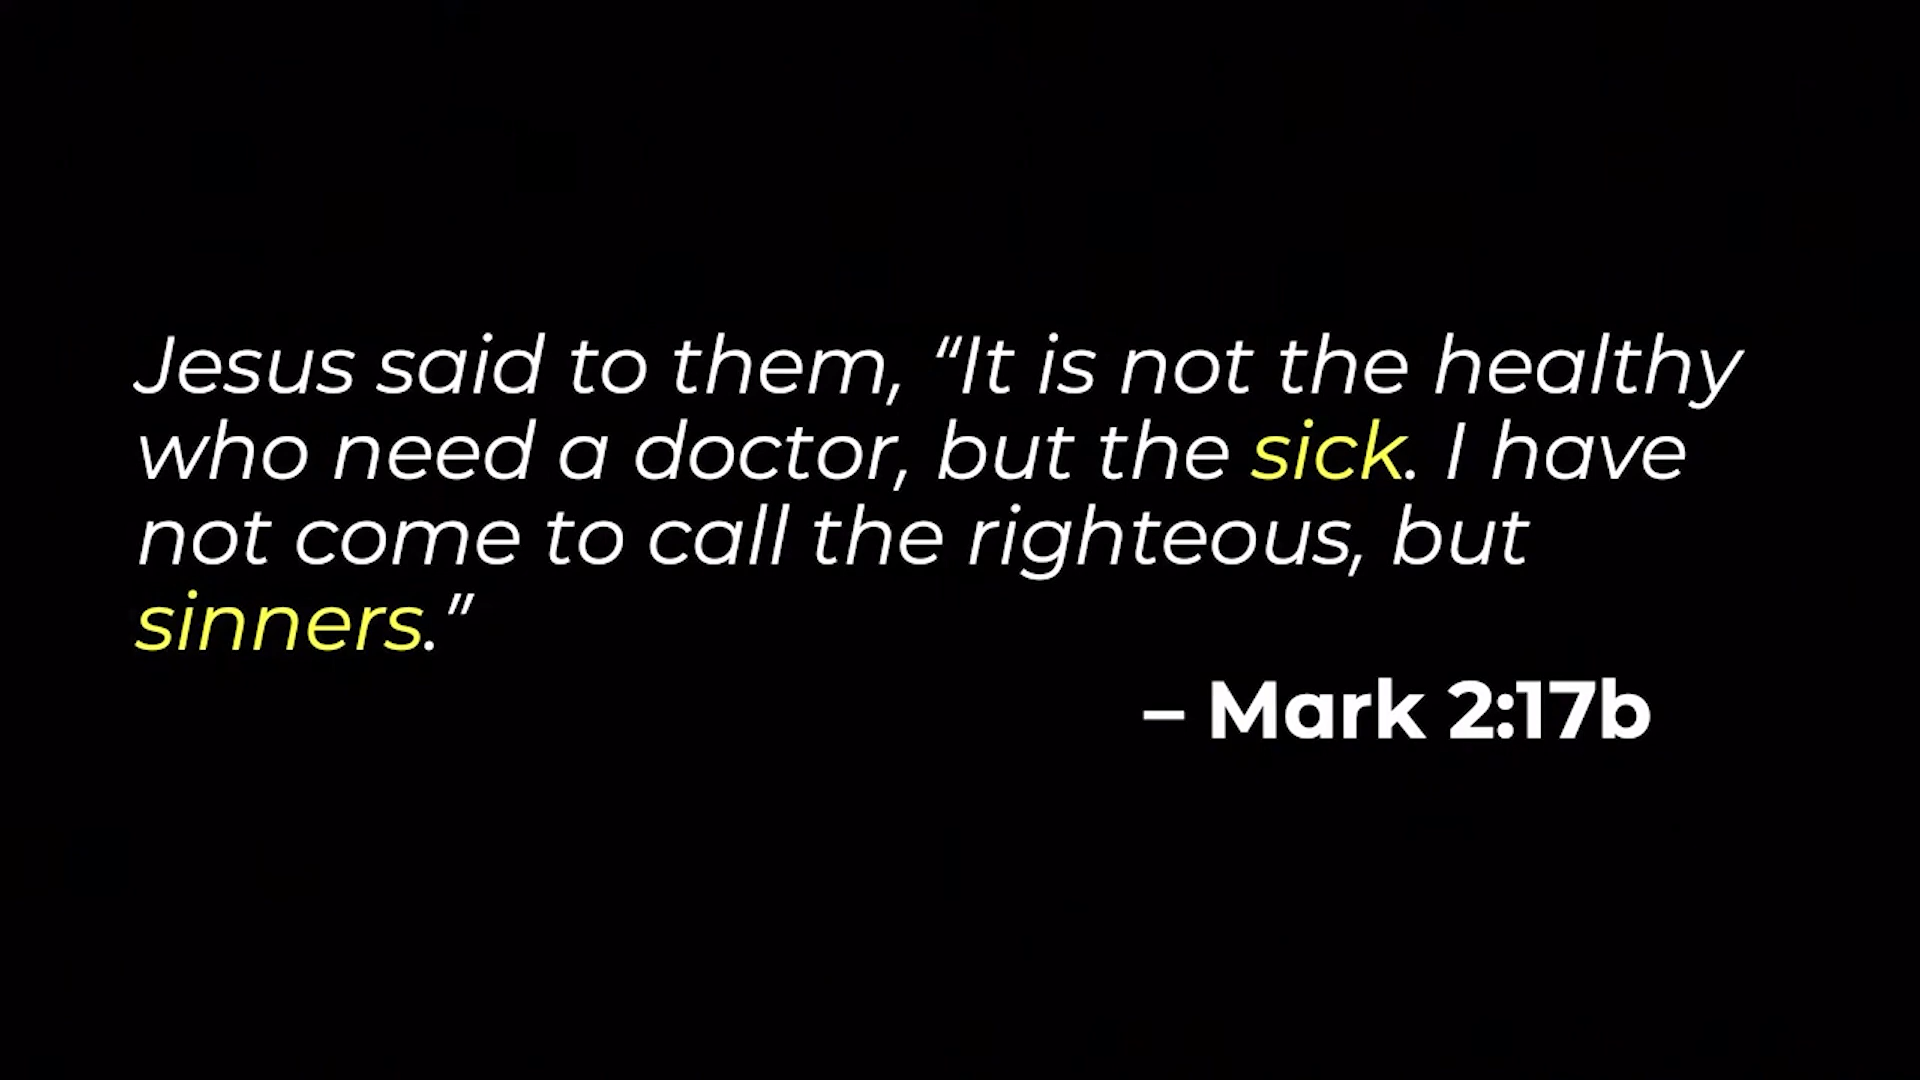 Jesus said to them, “It is not the healthy
who need a doctor, but the sick. I have
not come to call the righteous, but
sinners.”
– Mark 2:17b